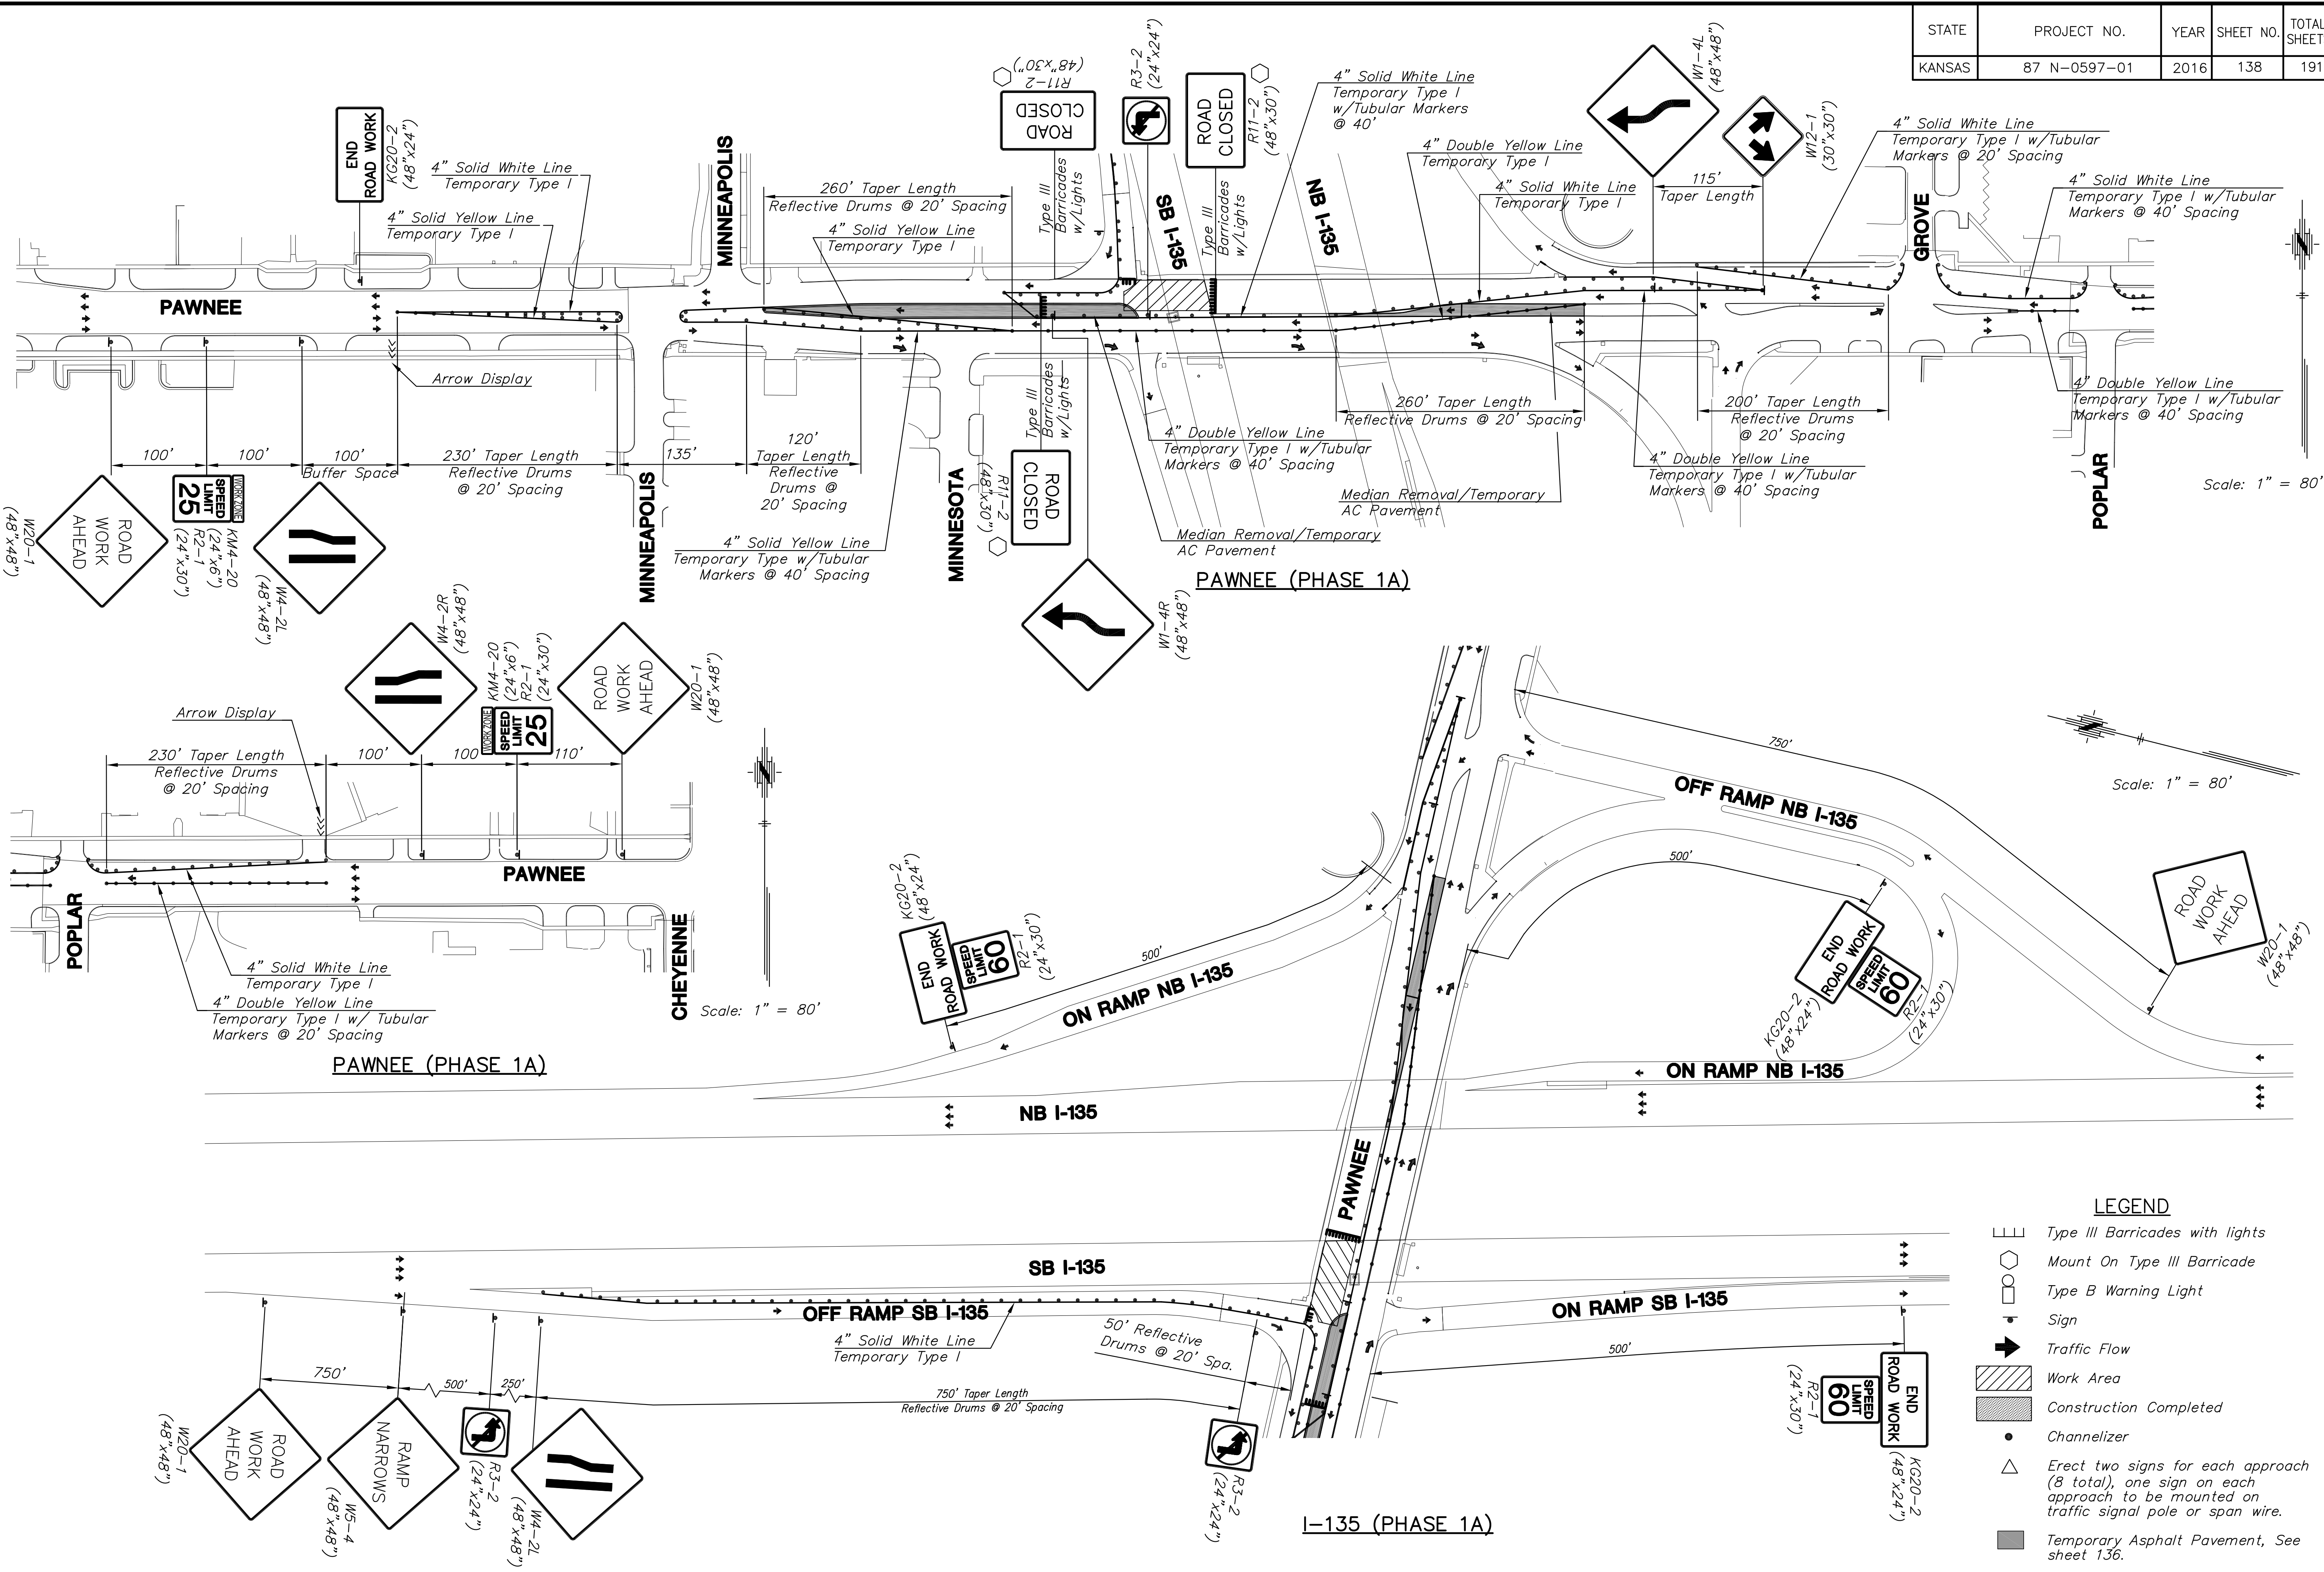 STATE
PROJECT NO.
YEAR
SHEET NO.
TOTAL
SHEET
KANSAS
87 N-0597-01
2016
138
191
END
ROAD WORK
KG20-2
(48"x24")
4" Solid White Line
Temporary Type I
4" Solid Yellow Line
Temporary Type I
MINNEAPOLIS
260' Taper Length
Reflective Drums @ 20' Spacing
4" Solid Yellow Line
Temporary Type I
R11-2
(48"x30")
ROAD
CLOSED
Type III
Barricades
w/Lights
R3-2
(24"x24")
SB I-135
ROAD
CLOSED
R11-2
(48"x30")
Type III
Barricades
w/Lights
NB I-135
4" Solid White Line
Temporary Type I
w/Tubular Markers
@ 40'
4" Double Yellow Line
Temporary Type I
4" Solid White Line
Temporary Type I
W1-4L
(48"x48")
W12-1
(30"x30")
115'
Taper Length
4" Solid White Line
Temporary Type I w/Tubular
Markers @ 20' Spacing
GROVE
4" Solid White Line
Temporary Type I w/Tubular
Markers @ 40' Spacing
N
PAWNEE
Arrow Display
100'
100'
100'
Buffer Space
230' Taper Length
Reflective Drums
@ 20' Spacing
135'
120'
Taper Length
Reflective
Drums @
20' Spacing
MINNEAPOLIS
MINNESOTA
Type III
Barricades
w/Lights
ROAD
CLOSED
R11-2
(48"x30")
W1-4R
(48"x48")
4" Solid Yellow Line
Temporary Type w/Tubular
Markers @ 40' Spacing
4" Double Yellow Line
Temporary Type I w/Tubular
Markers @ 40' Spacing
Median Removal/Temporary
AC Pavement
260' Taper Length
Reflective Drums @ 20' Spacing
Median Removal/Temporary
AC Pavement
200' Taper Length
Reflective Drums
@ 20' Spacing
4" Double Yellow Line
Temporary Type I w/Tubular
Markers @ 40' Spacing
4" Double Yellow Line
Temporary Type I w/Tubular
Markers @ 40' Spacing
POPLAR
Scale: 1" = 80'
ROAD
WORK
AHEAD
W20-1
(48"x48")
WORK ZONE
SPEED
LIMIT
25
KM4-20
(24"x6")
R2-1
(24"x30")
W4-2L
(48"x48")
PAWNEE (PHASE 1A)
W4-2R
(48"x48")
KM4-20
(24"x6")
R2-1
(24"x30")
WORK ZONE
SPEED
LIMIT
25
ROAD
WORK
AHEAD
W20-1
(48"x48")
Arrow Display
230' Taper Length
Reflective Drums
@ 20' Spacing
100'
100
110'
N
PAWNEE
POPLAR
CHEYENNE
4" Solid White Line
Temporary Type I
4" Double Yellow Line
Temporary Type I w/ Tubular
Markers @ 20' Spacing
Scale: 1" = 80'
PAWNEE (PHASE 1A)
750'
OFF RAMP NB I-135
500'
N
Scale: 1" = 80'
ROAD
WORK
AHEAD
W20-1
(48"x48")
KG20-2
(48"x24")
END
ROAD WORK
SPEED
LIMIT
60
R2-1
(24"x30")
500'
ON RAMP NB I-135
END
ROAD WORK
SPEED
LIMIT
60
KG20-2
(48"x24")
R2-1
(24"x30")
ON RAMP NB I-135
NB I-135
PAWNEE
SB I-135
OFF RAMP SB I-135
4" Solid White Line
Temporary Type I
50' Reflective
Drums @ 20' Spa.
ON RAMP SB I-135
500'
750'
500'
250'
750' Taper Length
Reflective Drums @ 20' Spacing
ROAD
WORK
AHEAD
W20-1
(48"x48")
RAMP
NARROWS
W5-4
(48"x48")
R3-2
(24"x24")
W4-2L
(48"x48")
R3-2
(24"x24")
END
ROAD WORK
SPEED
LIMIT
60
R2-1
(24"x30")
KG20-2
(48"x24")
I-135 (PHASE 1A)
LEGEND
Type III Barricades with lights
Mount On Type III Barricade
Type B Warning Light
Sign
Traffic Flow
Work Area
Construction Completed
Channelizer
Erect two signs for each approach
(8 total), one sign on each
approach to be mounted on
traffic signal pole or span wire.
Temporary Asphalt Pavement, See
sheet 136.